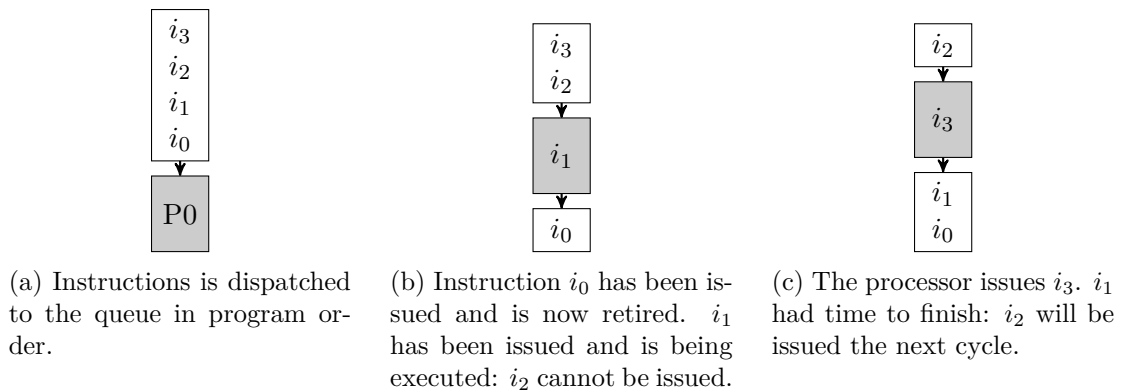 i₃
i₂
i₁
i₀
P0
(a) Instructions is dispatched
to the queue in program or-
der.
i₃
i₂
i₁
i₀
(b) Instruction i₀ has been is-
sued and is now retired. i₁
has been issued and is being
executed: i₂ cannot be issued.
i₂
i₃
i₁
i₀
(c) The processor issues i₃. i₁
had time to finish: i₂ will be
issued the next cycle.